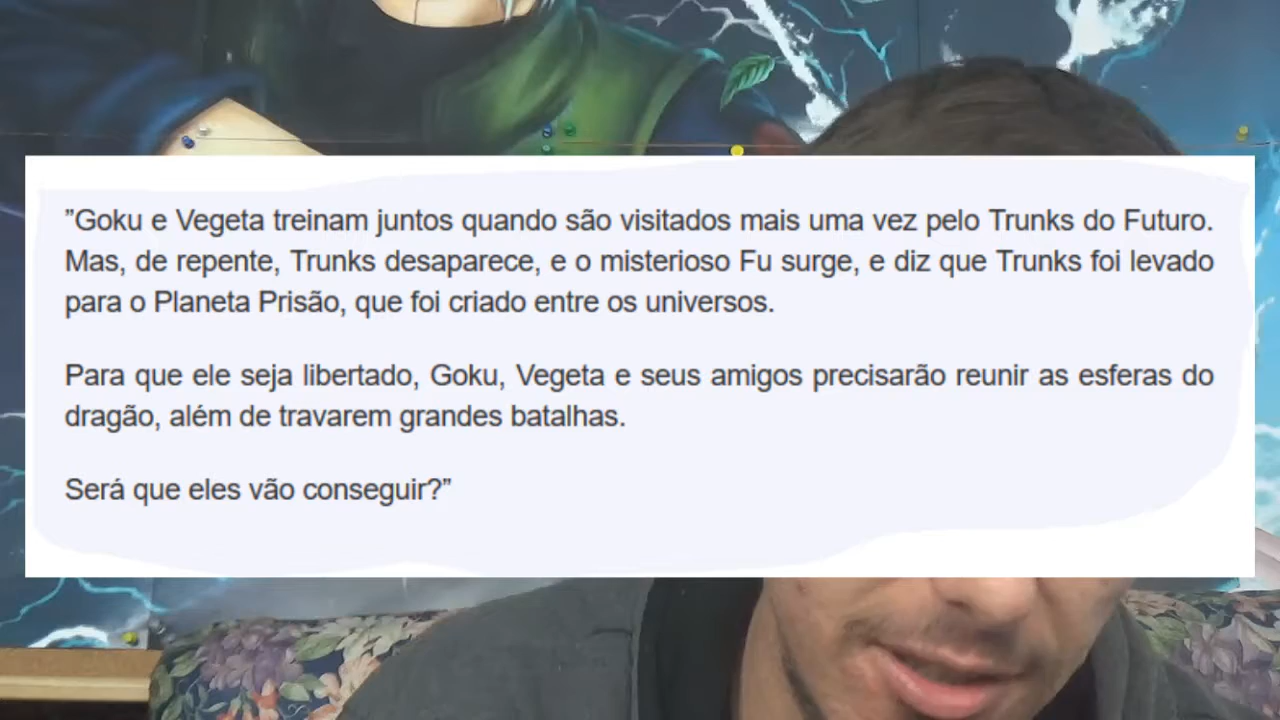 ”Goku e Vegeta treinam juntos quando são visitados mais uma vez pelo Trunks do Futuro.
Mas, de repente, Trunks desaparece, e o misterioso Fu surge, e diz que Trunks foi levado
para o Planeta Prisão, que foi criado entre os universos.
Para que ele seja libertado, Goku, Vegeta e seus amigos precisarão reunir as esferas do
dragão, além de travarem grandes batalhas.
Será que eles vão conseguir?”